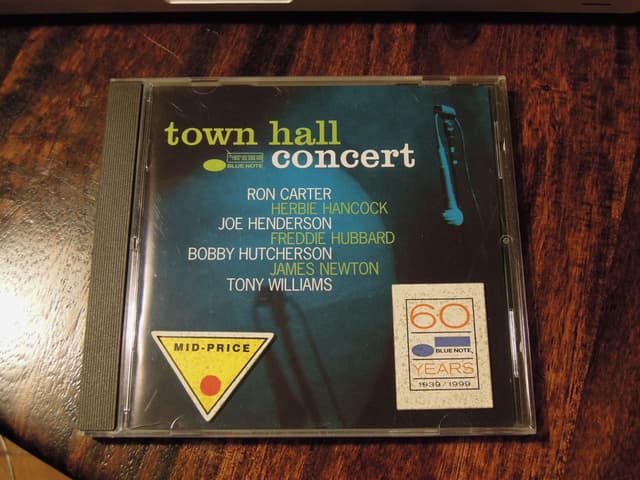 town hall
BLUE NOTE
concert
RON CARTER
HERBIE HANCOCK
JOE HENDERSON
FREDDIE HUBBARD
BOBBY HUTCHERSON
JAMES NEWTON
TONY WILLIAMS
MID-PRICE
60
BLUE NOTE
YEARS
1939/1999